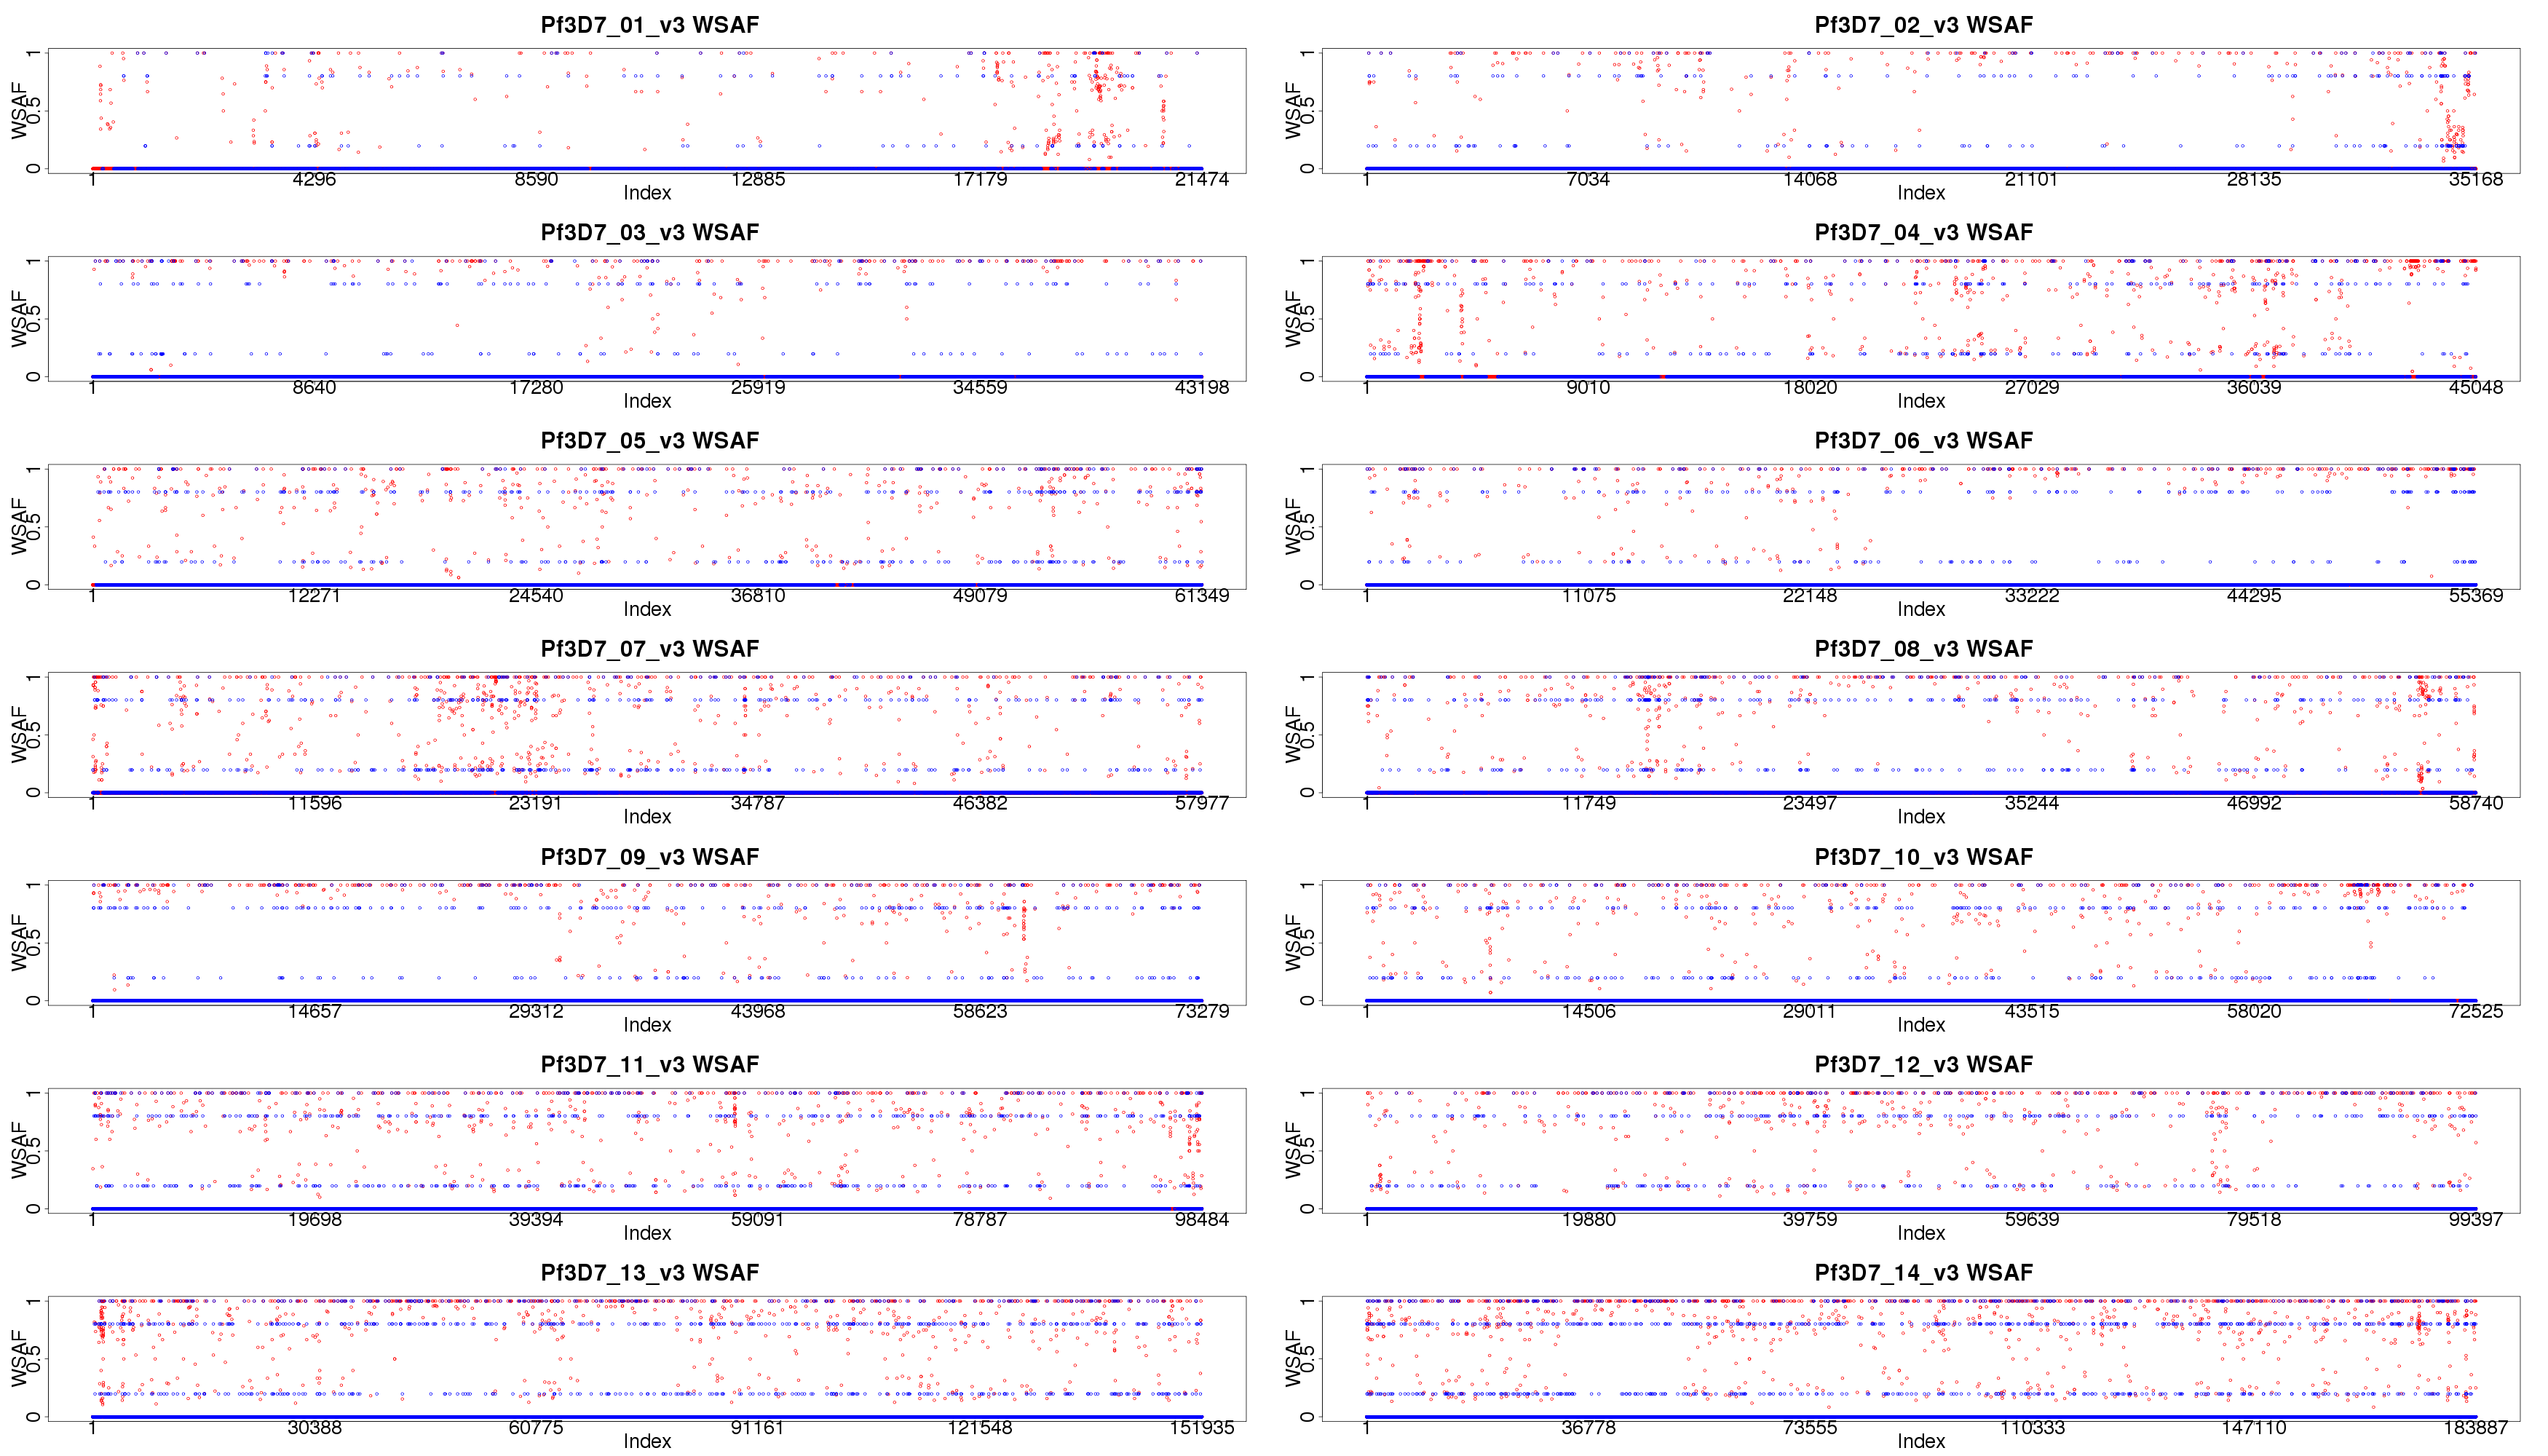 Pf3D7_01_v3 WSAF
WSAF
0 0.5 1
1 4296 8590 12885 17179 21474
Index
Pf3D7_02_v3 WSAF
WSAF
0 0.5 1
1 7034 14068 21101 28135 35168
Index
Pf3D7_03_v3 WSAF
WSAF
0 0.5 1
1 8640 17280 25919 34559 43198
Index
Pf3D7_04_v3 WSAF
WSAF
0 0.5 1
1 9010 18020 27029 36039 45048
Index
Pf3D7_05_v3 WSAF
WSAF
0 0.5 1
1 12271 24540 36810 49079 61349
Index
Pf3D7_06_v3 WSAF
WSAF
0 0.5 1
1 11075 22148 33222 44295 55369
Index
Pf3D7_07_v3 WSAF
WSAF
0 0.5 1
1 11596 23191 34787 46382 57977
Index
Pf3D7_08_v3 WSAF
WSAF
0 0.5 1
1 11749 23497 35244 46992 58740
Index
Pf3D7_09_v3 WSAF
WSAF
0 0.5 1
1 14657 29312 43968 58623 73279
Index
Pf3D7_10_v3 WSAF
WSAF
0 0.5 1
1 14506 29011 43515 58020 72525
Index
Pf3D7_11_v3 WSAF
WSAF
0 0.5 1
1 19698 39394 59091 78787 98484
Index
Pf3D7_12_v3 WSAF
WSAF
0 0.5 1
1 19880 39759 59639 79518 99397
Index
Pf3D7_13_v3 WSAF
WSAF
0 0.5 1
1 30388 60775 91161 121548 151935
Index
Pf3D7_14_v3 WSAF
WSAF
0 0.5 1
1 36778 73555 110333 147110 183887
Index